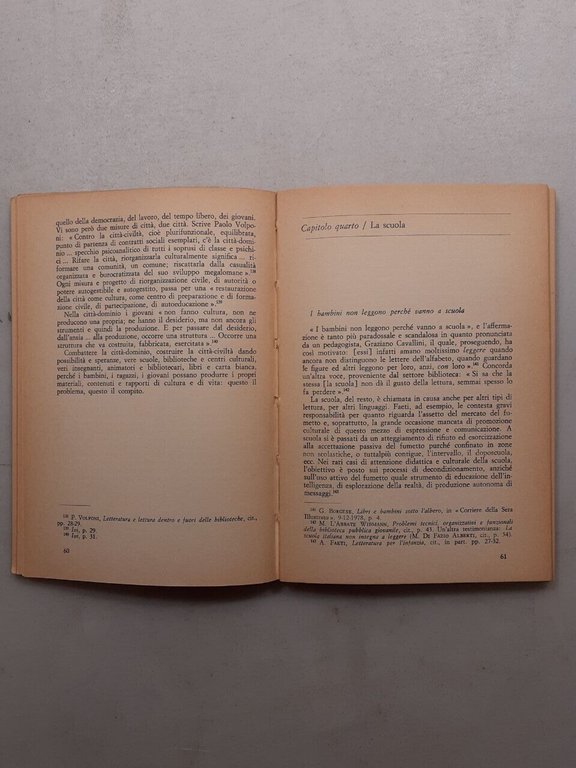 quello della democrazia, del lavoro, del tempo libero, dei giovani.
Vi sono però due misure di città, due città. Scrive Paolo Volpo-
ni: « Contro la città-civiltà, cioè plurifunzionale, equilibrata,
punto di partenza di contratti sociali esemplari, c'è la città-domi-
nio ... specchio psicoanalitico di tutti i soprusi di classe e psichi-
ci ... Rifare la città, riorganizzarla culturalmente significa ... ri-
formare una comunità, un comune; riscattarla dalla casualità
organizzata e burocratizzata del suo sviluppo megalomane ».138
Ogni misura e progetto di riorganizzazione civile, di autorità o
potere autogestibile e autogestito, passa per una « restaurazione
della città come cultura, come centro di preparazione e di forma-
zione civile, di partecipazione, di autoeducazione ».139
Nella città-dominio i giovani « non fanno cultura, non ne
producono una propria; ne hanno il desiderio, ma non ancora gli
strumenti e quindi la produzione. E per passare dal desiderio,
dall'ansia ... alla produzione, occorre una struttura ... Occorre una
struttura che va costruita, fabbricata, esercitata ».140
Combattere la città-dominio, costruire la città-civiltà dando
possibilità e speranze, vere scuole, biblioteche, centri culturali,
veri insegnanti, animatori e bibliotecari, libri e carta bianca,
perché i bambini, i ragazzi, i giovani possano produrre i propri
materiali, contenuti e rapporti di cultura e di vita: questo il
problema, questo il compito.
138 P. Volponi, Letteratura e lettura dentro e fuori delle biblioteche, cit.,
pp. 28-29.
139 Ivi, p. 29.
140 Ivi, p. 31.
60
Capitolo quarto / La scuola
I bambini non leggono perché vanno a scuola
« I bambini non leggono perché vanno a scuola », è l'afferma-
zione è tanto più paradossale e scandalosa in quanto pronunciata
da un pedagogista, Graziano Cavallini, il quale, proseguendo, ha
così motivato: [essi] infatti amano moltissimo leggere quando
ancora non distinguono le lettere dell'alfabeto, quando guardano
le figure ed altri leggono per loro, anzi, con loro ».141 Concorda
un'altra voce, proveniente dal settore biblioteca: « Si sa che la
stessa [la scuola] non dà il gusto della lettura, semmai spesso lo
fa perdere ».142
La scuola, del resto, è chiamata in causa anche per altri tipi di
lettura, per altri linguaggi. Faeti, ad esempio, le contesta gravi
responsabilità per quanto riguarda l'assetto del mercato del fu-
metto e, soprattutto, la grande occasione mancata di promozione
culturale di questo mezzo di espressione e comunicazione. A
scuola si è passati da un atteggiamento di rifiuto ed esorcizzazione
alla accettazione passiva del fumetto purché confinato in zone
non scolastiche, o tuttalpiù contigue, l'intervallo, il doposcuola,
ecc. Nei rari casi di attenzione didattica e culturale della scuola,
l'obiettivo è posto sui processi di decondizionamento, anziché
sull'uso attivo del fumetto quale strumento di educazione dell'in-
telligenza, di esplorazione della realtà, di produzione autonoma di
messaggi.143
141 G. Borgese, Libri e bambini sotto l'albero, in « Corriere della Sera
Illustrato », 9-12-1978, p. 4.
142 M. L'Abbate Widmann, Problemi tecnici, organizzativi e funzionali
della biblioteca pubblica giovanile, cit., p. 43. Un'altra testimonianza: La
scuola italiana non insegna a leggere (M. Di Fazio Alberti, cit., p. 34).
143 A. Faeti, Letteratura per l'infanzia, cit., in part. pp. 27-32.
61